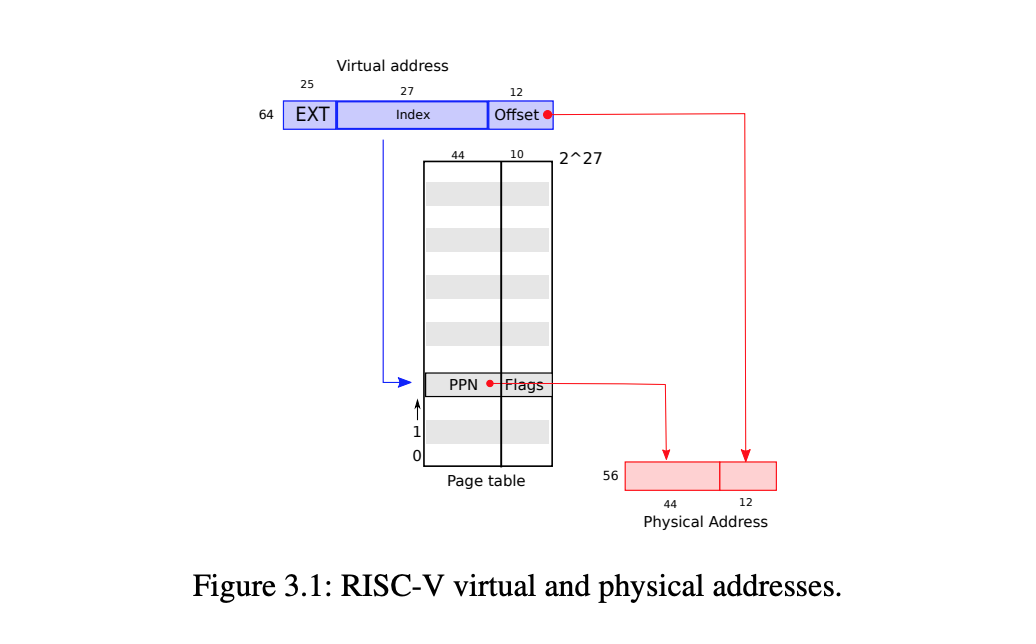 Virtual address
25
27
12
64
EXT
Index
Offset
44
10
2^27
PPN
Flags
1
0
Page table
56
44
12
Physical Address
Figure 3.1: RISC-V virtual and physical addresses.